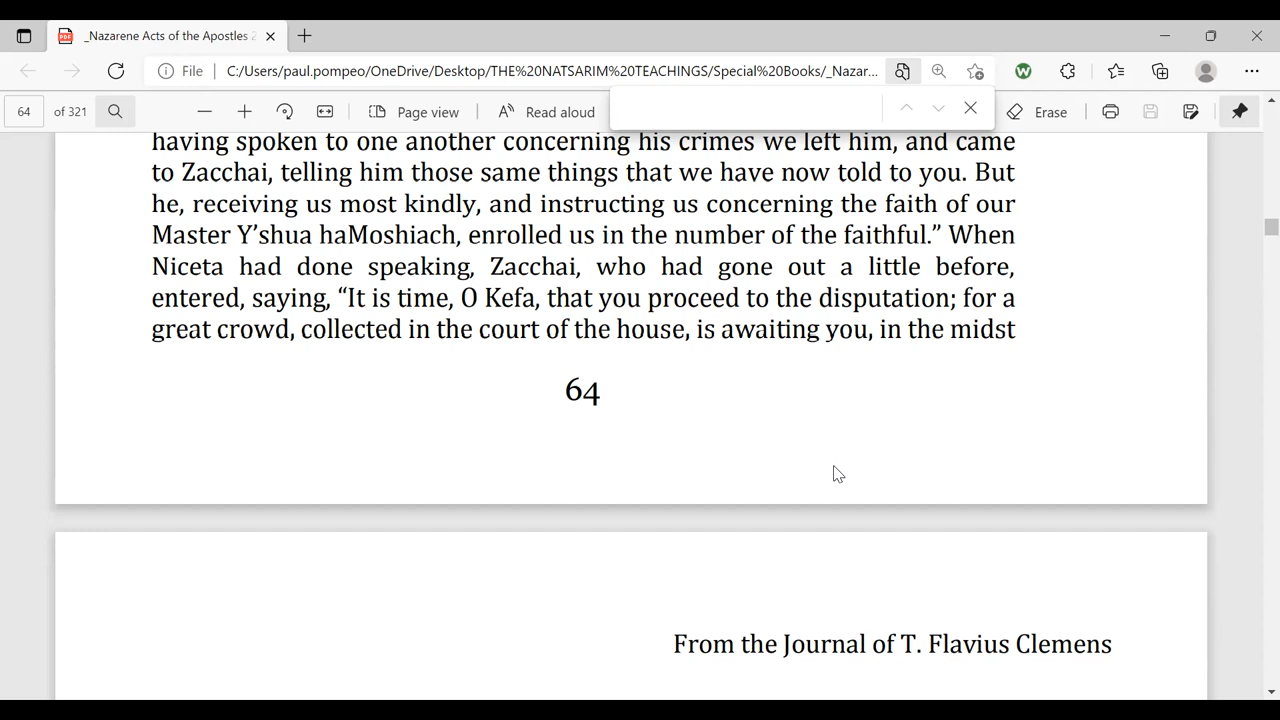 _Nazarene Acts of the Apostles 2
File
C:/Users/paul.pompeo/OneDrive/Desktop/THE%20NATSARIM%20TEACHINGS/Special%20Books/_Nazar...
W
64 of 321
Page view
A Read aloud
Erase
having spoken to one another concerning his crimes we left him, and came
to Zacchai, telling him those same things that we have now told to you. But
he, receiving us most kindly, and instructing us concerning the faith of our
Master Y’shua haMoshiach, enrolled us in the number of the faithful.” When
Niceta had done speaking, Zacchai, who had gone out a little before,
entered, saying, “It is time, O Kefa, that you proceed to the disputation; for a
great crowd, collected in the court of the house, is awaiting you, in the midst
64
From the Journal of T. Flavius Clemens